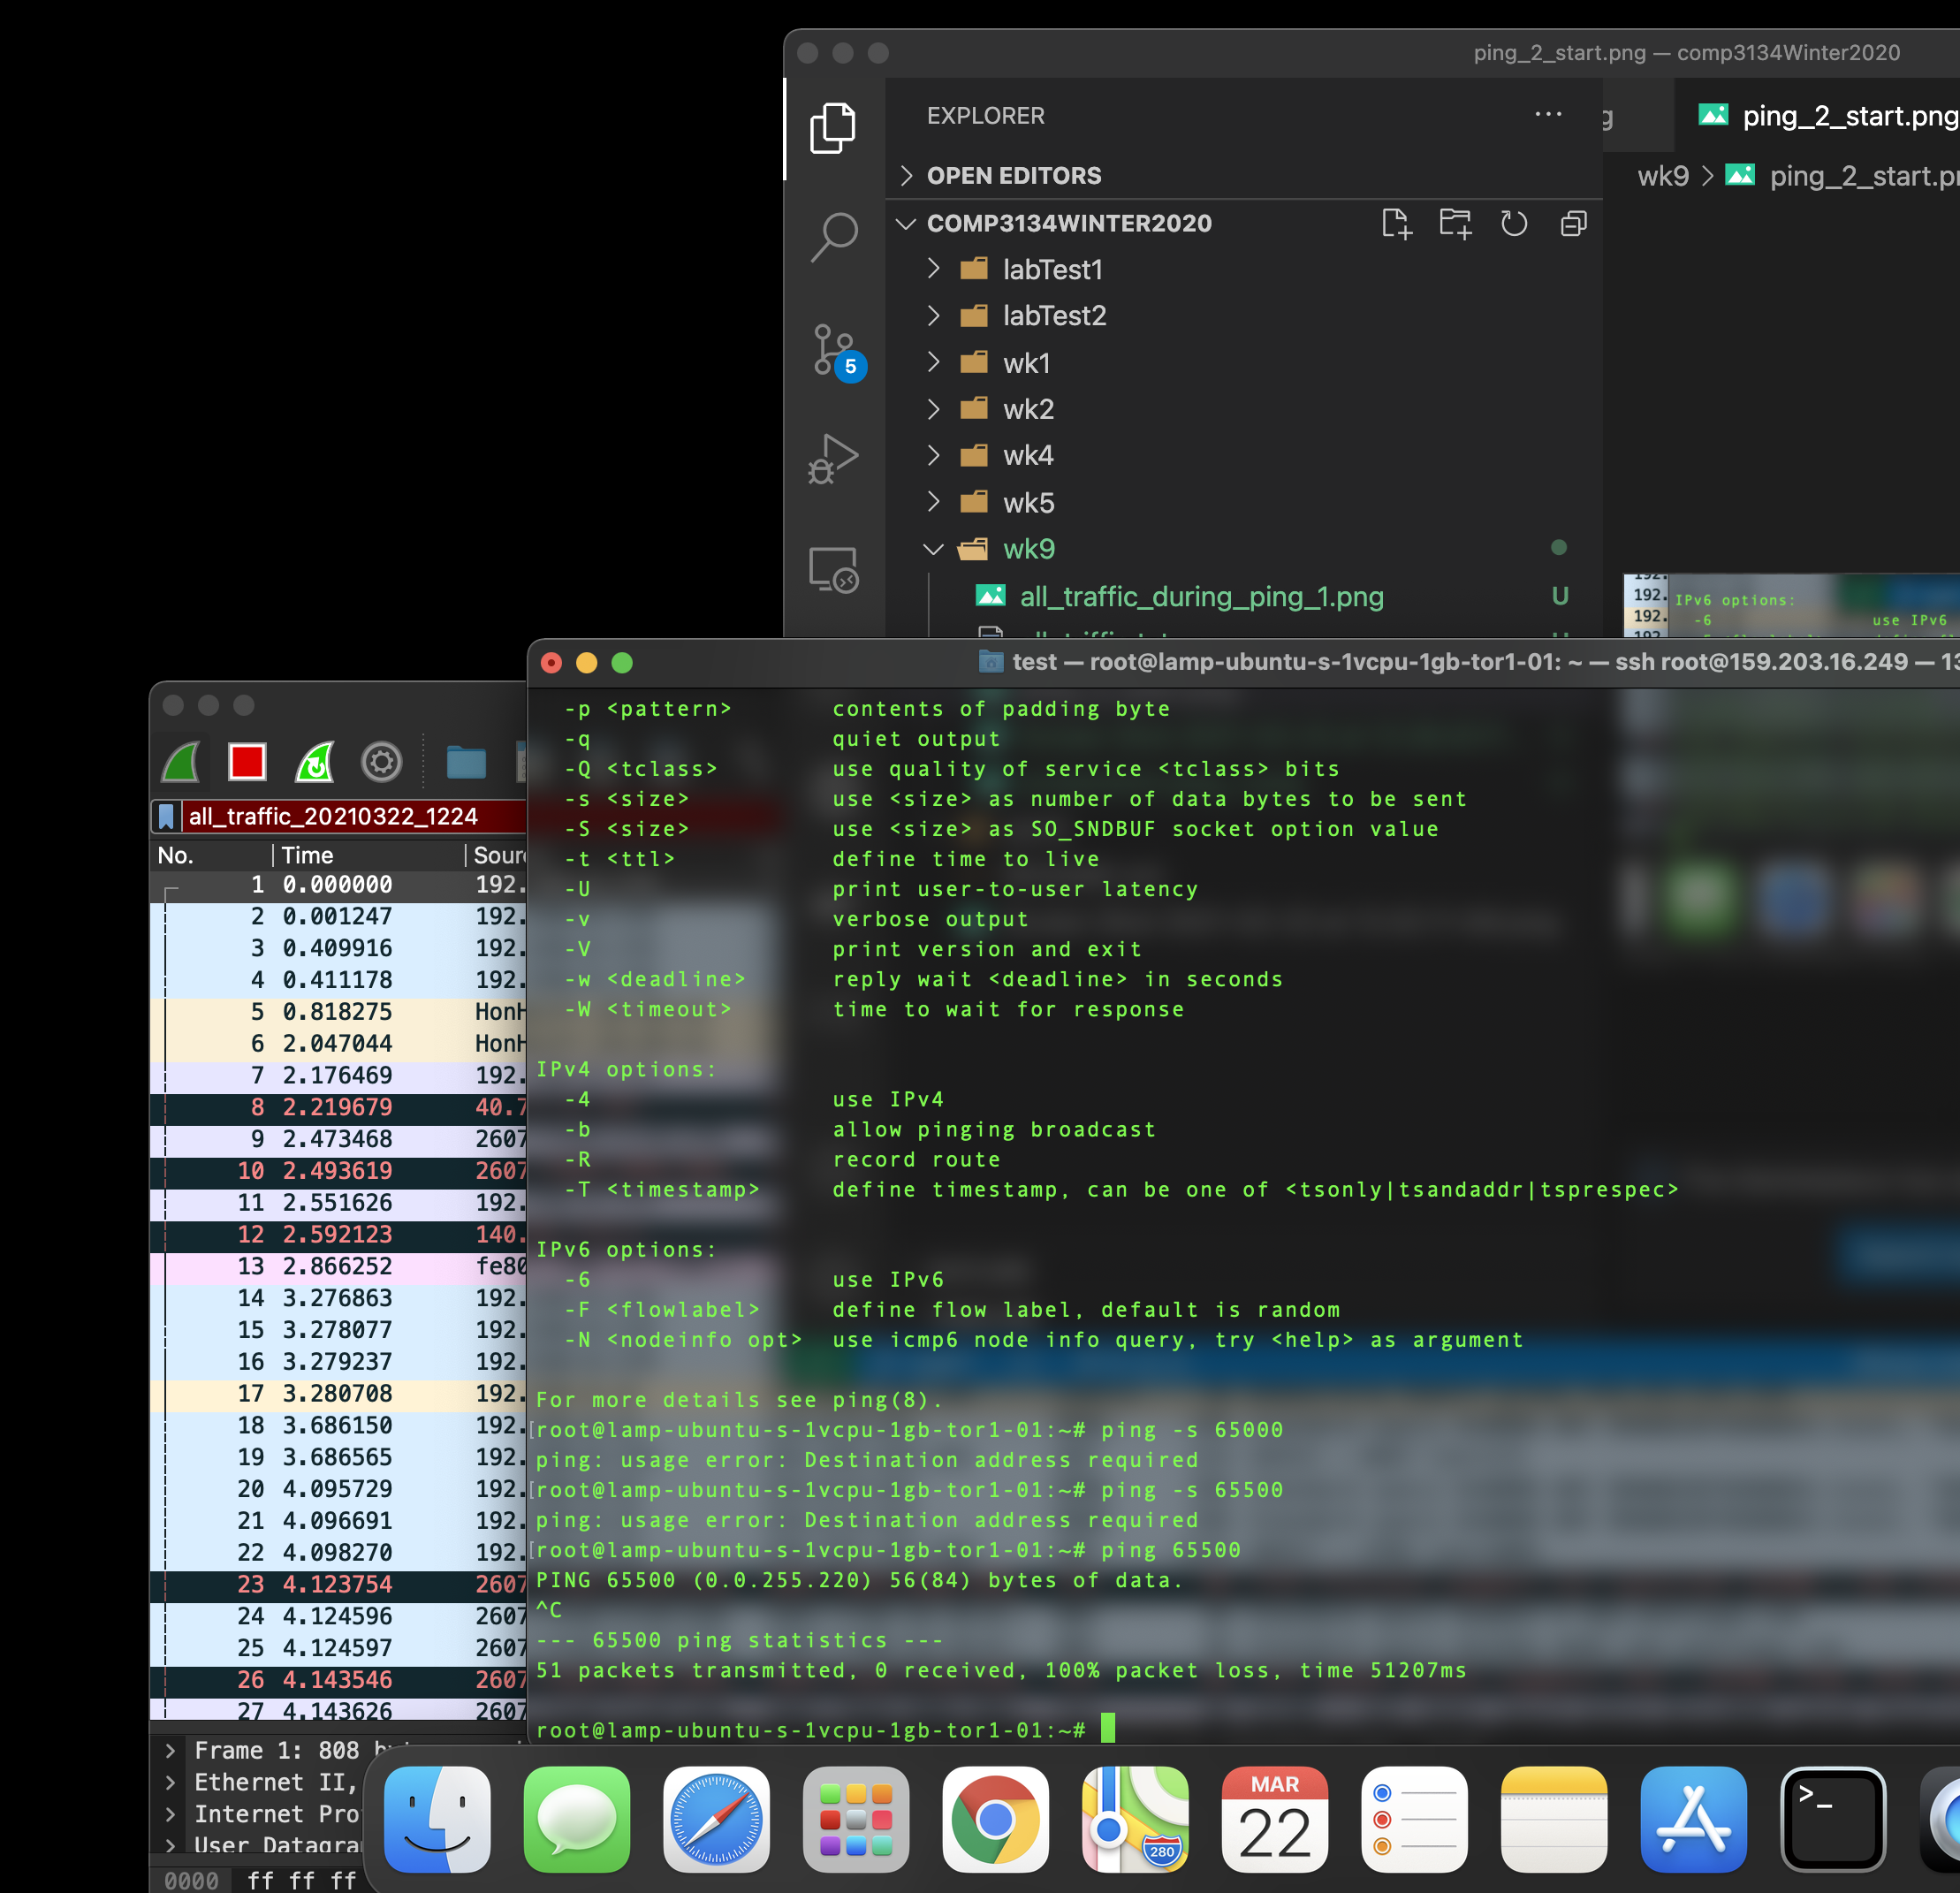 ping_2_start.png — comp3134Winter2020
EXPLORER
ping_2_start.png
OPEN EDITORS
wk9
COMP3134WINTER2020
labTest1
labTest2
wk1
5
wk2
wk4
wk5
wk9
all_traffic_during_ping_1.png U
192.
IPv6 options:
192.
-6 use IPv6
test — root@lamp-ubuntu-s-1vcpu-1gb-tor1-01: ~ — ssh root@159.203.16.249 —
-p <pattern> contents of padding byte
-q quiet output
-Q <tclass> use quality of service <tclass> bits
-s <size> use <size> as number of data bytes to be sent
-S <size> use <size> as SO_SNDBUF socket option value
-t <ttl> define time to live
-U print user-to-user latency
-v verbose output
-V print version and exit
-w <deadline> reply wait <deadline> in seconds
-W <timeout> time to wait for response
IPv4 options:
-4 use IPv4
-b allow pinging broadcast
-R record route
-T <timestamp> define timestamp, can be one of <tsonly|tsandaddr|tsprespec>
IPv6 options:
-6 use IPv6
-F <flowlabel> define flow label, default is random
-N <nodeinfo opt> use icmp6 node info query, try <help> as argument
For more details see ping(8).
[root@lamp-ubuntu-s-1vcpu-1gb-tor1-01:~# ping -s 65000
ping: usage error: Destination address required
[root@lamp-ubuntu-s-1vcpu-1gb-tor1-01:~# ping -s 65500
ping: usage error: Destination address required
[root@lamp-ubuntu-s-1vcpu-1gb-tor1-01:~# ping 65500
PING 65500 (0.0.255.220) 56(84) bytes of data.
^C
--- 65500 ping statistics ---
51 packets transmitted, 0 received, 100% packet loss, time 51207ms
root@lamp-ubuntu-s-1vcpu-1gb-tor1-01:~#
all_traffic_20210322_1224
No. Time
1 0.000000 192.
2 0.001247 192.
3 0.409916 192.
4 0.411178 192.
5 0.818275 HonH
6 2.047044 HonH
7 2.176469 192.
8 2.219679 40.7
9 2.473468 2607
10 2.493619 2607
11 2.551626 192.
12 2.592123 140.
13 2.866252 fe80
14 3.276863 192.
15 3.278077 192.
16 3.279237 192.
17 3.280708 192.
18 3.686150 192.
19 3.686565 192.
20 4.095729 192.
21 4.096691 192.
22 4.098270 192.
23 4.123754 2607
24 4.124596 2607
25 4.124597 2607
26 4.143546 2607
27 4.143626 2607
Frame 1: 808
Ethernet II,
Internet Pro
User Datagra
0000 ff ff ff
280
MAR
22
>_